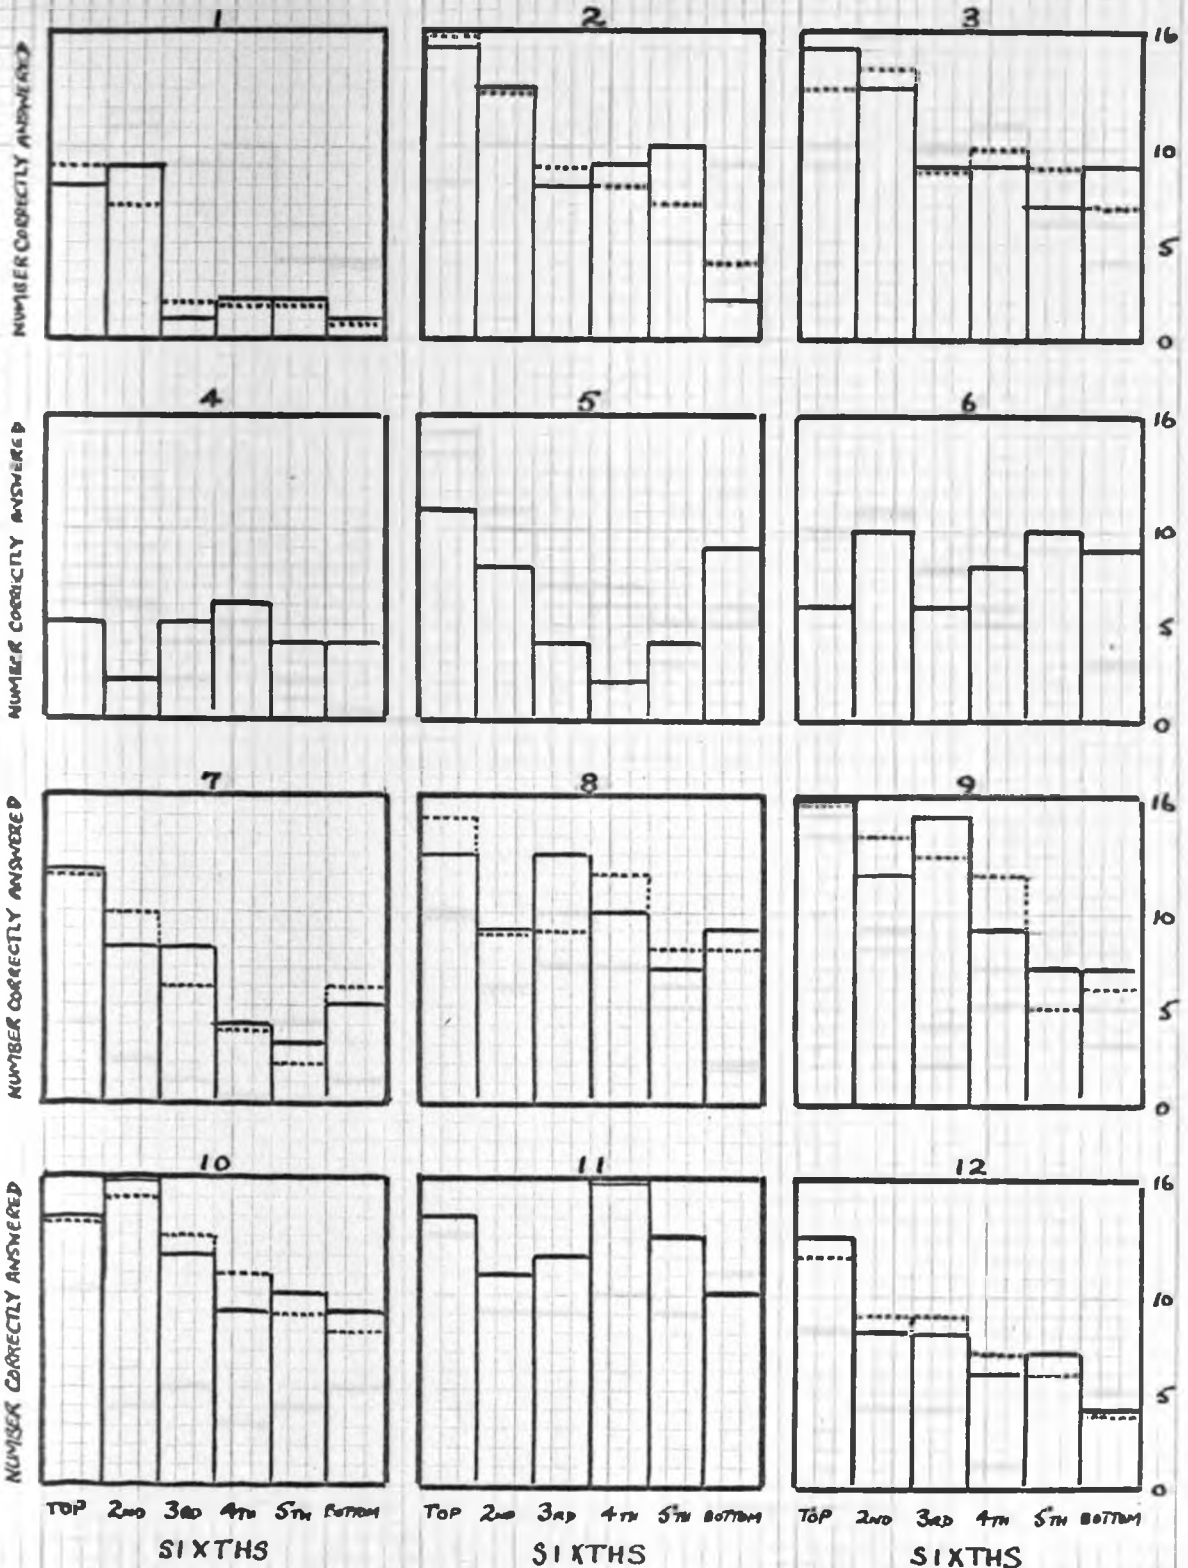 1 2 3
NUMBER CORRECTLY ANSWERED
16
10
5
0
4 5 6
NUMBER CORRECTLY ANSWERED
16
10
5
0
7 8 9
NUMBER CORRECTLY ANSWERED
16
10
5
0
10 11 12
NUMBER CORRECTLY ANSWERED
16
10
5
0
TOP 2ND 3RD 4TH 5TH BOTTOM TOP 2ND 3RD 4TH 5TH BOTTOM TOP 2ND 3RD 4TH 5TH BOTTOM
SIXTHS SIXTHS SIXTHS